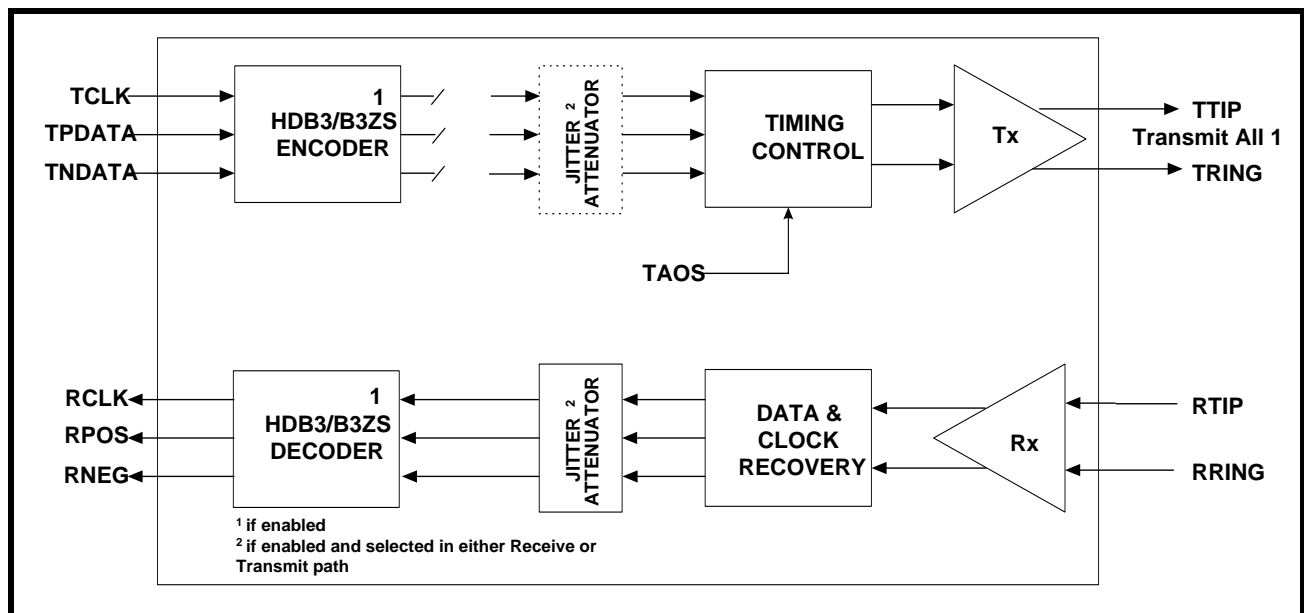 TCLK
TPDATA
TNDATA
1
HDB3/B3ZS
ENCODER
JITTER 2
ATTENUATOR
TIMING
CONTROL
Tx
TTIP
Transmit All 1
TRING
TAOS
RCLK
RPOS
RNEG
1
HDB3/B3ZS
DECODER
JITTER 2
ATTENUATOR
DATA &
CLOCK
RECOVERY
Rx
RTIP
RRING
1 if enabled
2 if enabled and selected in either Receive or
Transmit path